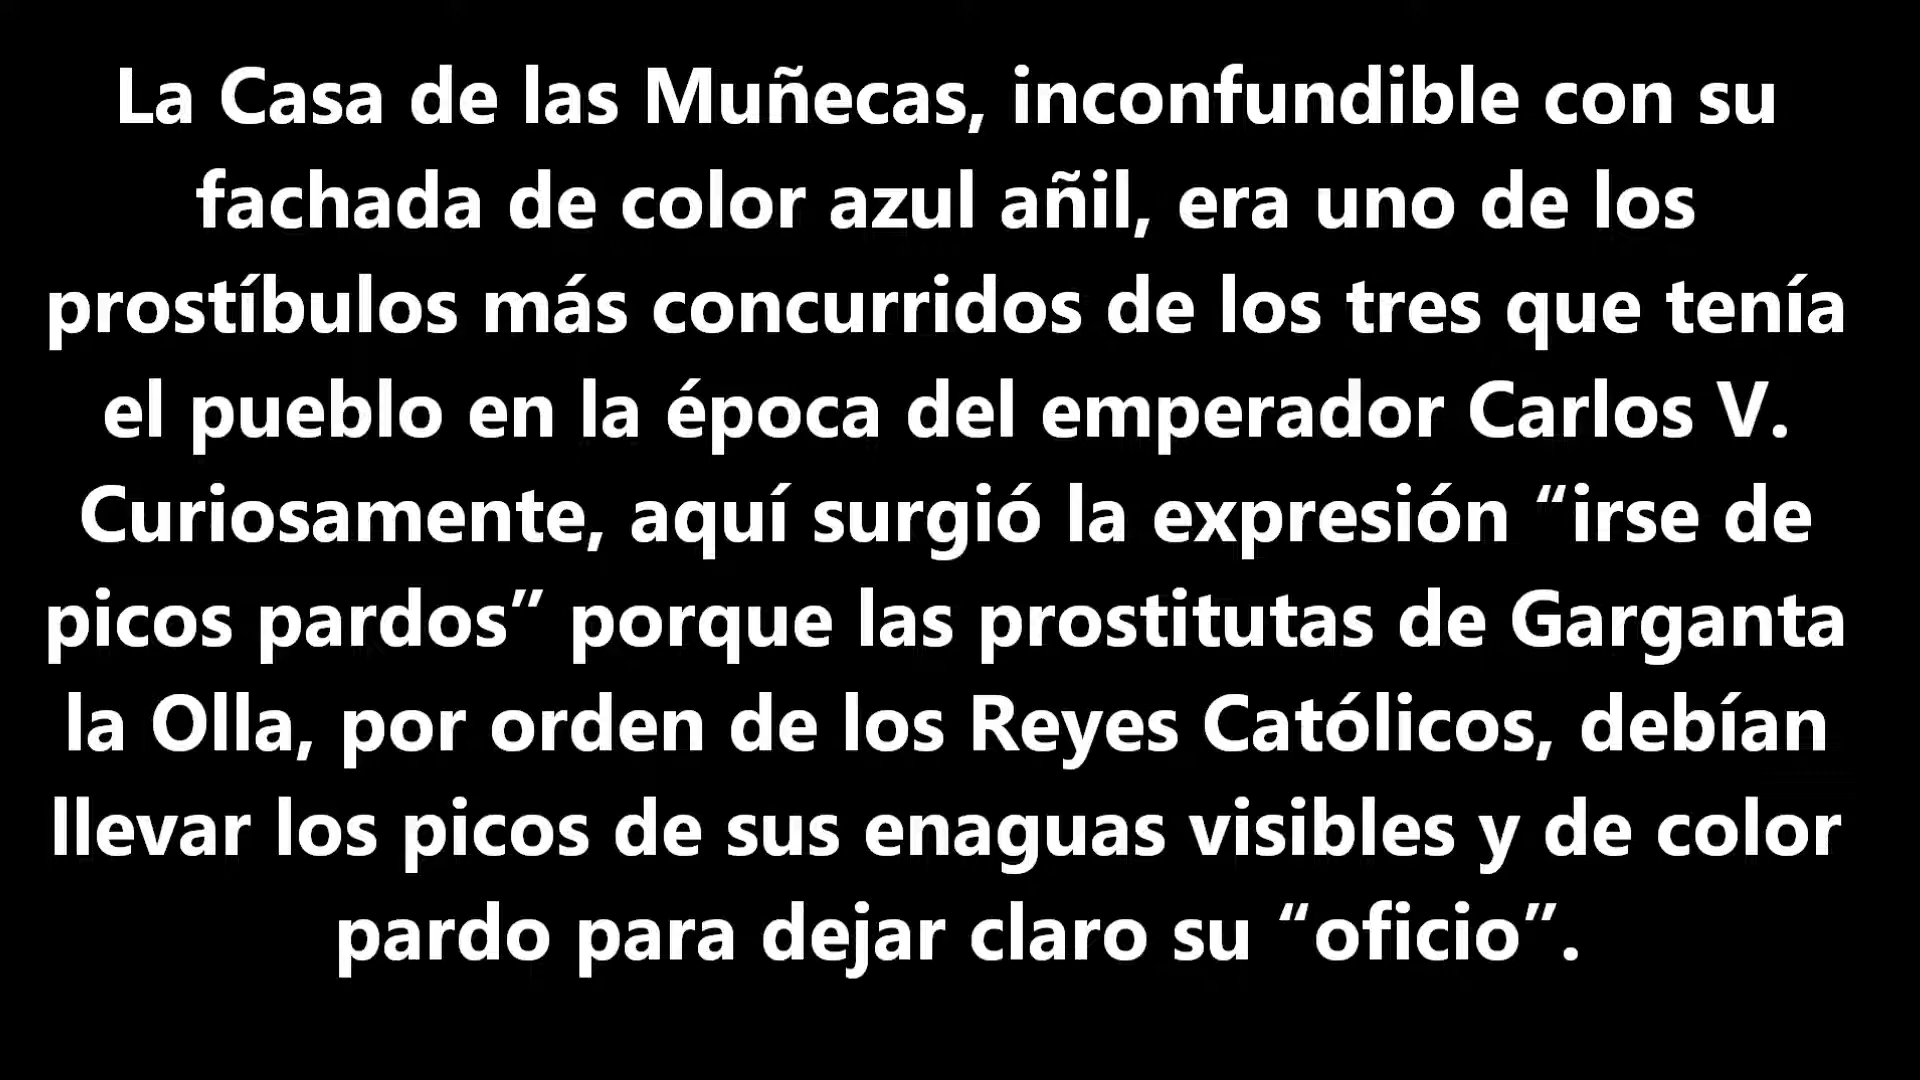 La Casa de las Muñecas, inconfundible con su
fachada de color azul añil, era uno de los
prostíbulos más concurridos de los tres que tenía
el pueblo en la época del emperador Carlos V.
Curiosamente, aquí surgió la expresión “irse de
picos pardos” porque las prostitutas de Garganta
la Olla, por orden de los Reyes Católicos, debían
llevar los picos de sus enaguas visibles y de color
pardo para dejar claro su “oficio”.